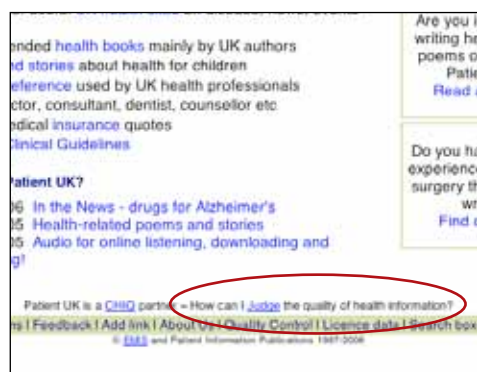 ended health books mainly by UK authors
nd stories about health for children
eference used by UK health professionals
ctor, consultant, dentist, counsellor etc
edical insurance quotes
Clinical Guidelines
Patient UK?
06 In the News - drugs for Alzheimer's
05 Health-related poems and stories
05 Audio for online listening, downloading and
g!
Are you i
writing he
poems o
Patie
Read a
Do you ha
experience
surgery th
wr
Find o
Patient UK is a CHIQ partner – How can I Judge the quality of health information?
ns | Feedback | Add link | About Us | Quality Control | Licence data | Search box
© EMIS and Patient Information Publications 1997-2006